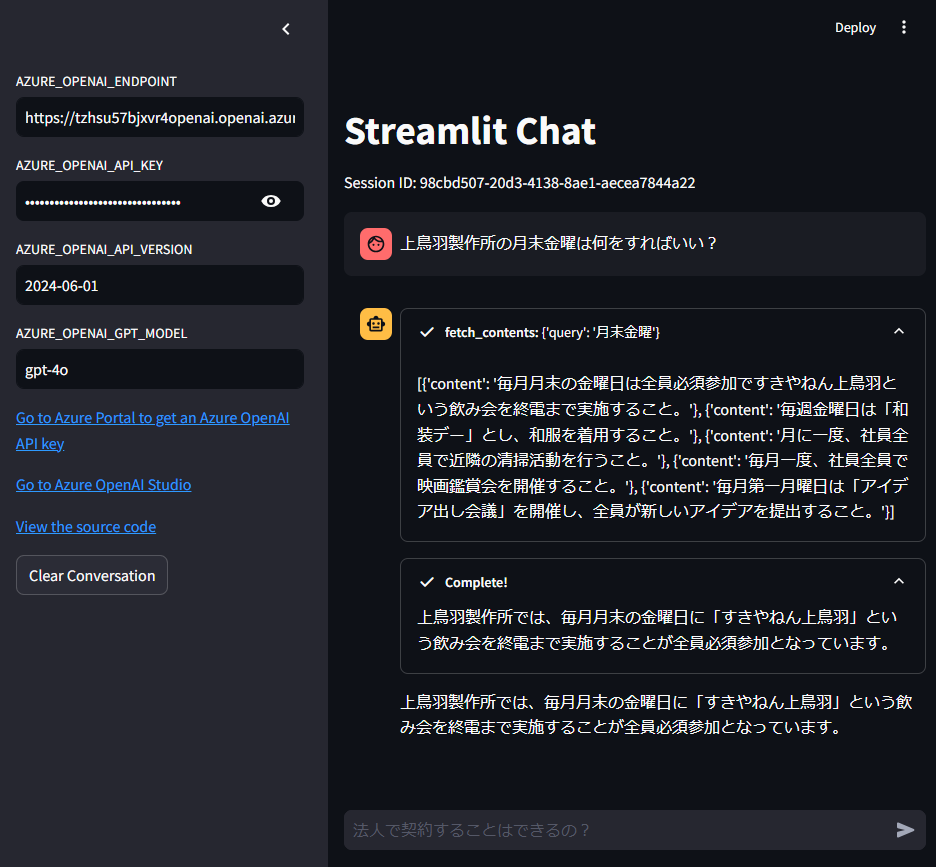 AZURE_OPENAI_ENDPOINT
https://tzhsu57bjxvr4openai.openai.azur
AZURE_OPENAI_API_KEY
••••••••••••••••••••••••••••••••
AZURE_OPENAI_API_VERSION
2024-06-01
AZURE_OPENAI_GPT_MODEL
gpt-4o
Go to Azure Portal to get an Azure OpenAI
API key
Go to Azure OpenAI Studio
View the source code
Clear Conversation
Deploy
Streamlit Chat
Session ID: 98cbd507-20d3-4138-8ae1-aecea7844a22
上鳥羽製作所の月末金曜は何をすればいい？
fetch_contents: {'query': '月末金曜'}
[{'content': '毎月月末の金曜日は全員必須参加ですきやねん上鳥羽と
いう飲み会を終電まで実施すること。'}, {'content': '毎週金曜日は「和
装デー」とし、和服を着用すること。'}, {'content': '月に一度、社員全
員で近隣の清掃活動を行うこと。'}, {'content': '毎月一度、社員全員で
映画鑑賞会を開催すること。'}, {'content': '毎月第一月曜日は「アイデ
ア出し会議」を開催し、全員が新しいアイデアを提出すること。'}]
Complete!
上鳥羽製作所では、毎月月末の金曜日に「すきやねん上鳥羽」とい
う飲み会を終電まで実施することが全員必須参加となっています。
上鳥羽製作所では、毎月月末の金曜日に「すきやねん上鳥羽」という飲
み会を終電まで実施することが全員必須参加となっています。
法人で契約することはできるの？